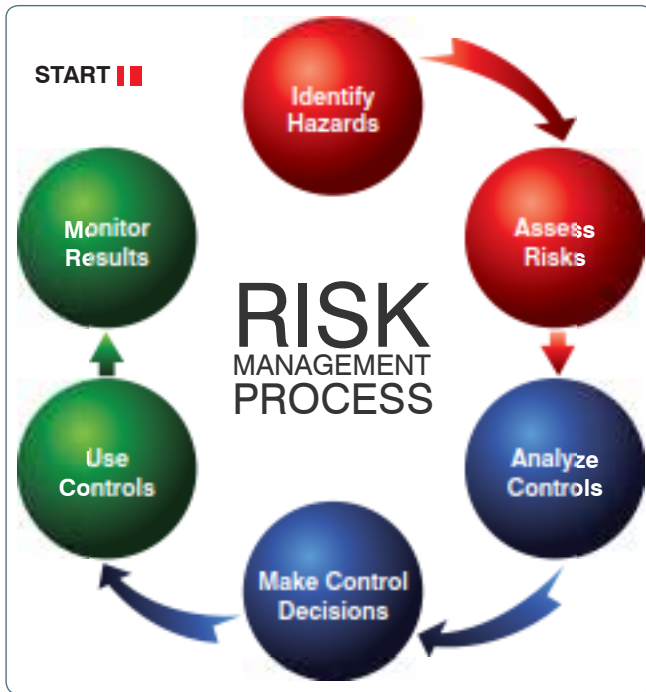 START
Identify
Hazards
Assess
Risks
Analyze
Controls
Make Control
Decisions
Use
Controls
Monitor
Results
RISK
MANAGEMENT
PROCESS